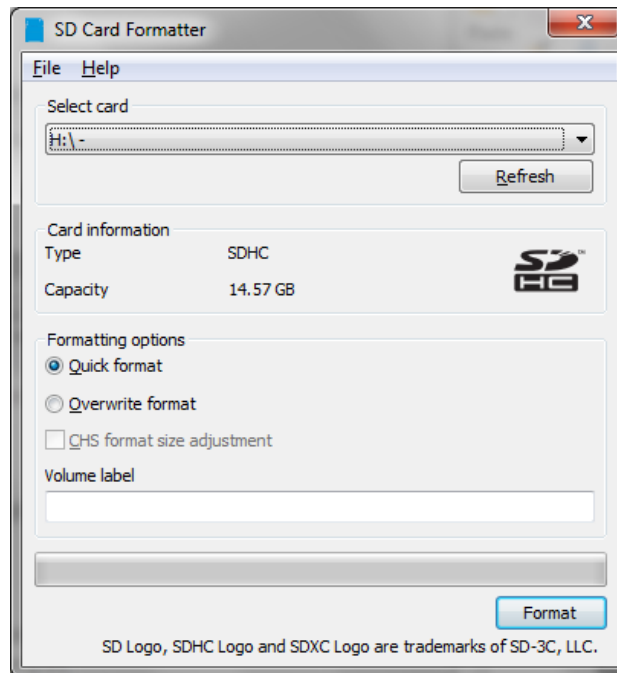 SD Card Formatter
File Help
Select card
H:\ -
Refresh
Card information
Type SDHC
Capacity 14.57 GB
SD HC
Formatting options
Quick format
Overwrite format
CHS format size adjustment
Volume label
Format
SD Logo, SDHC Logo and SDXC Logo are trademarks of SD-3C, LLC.